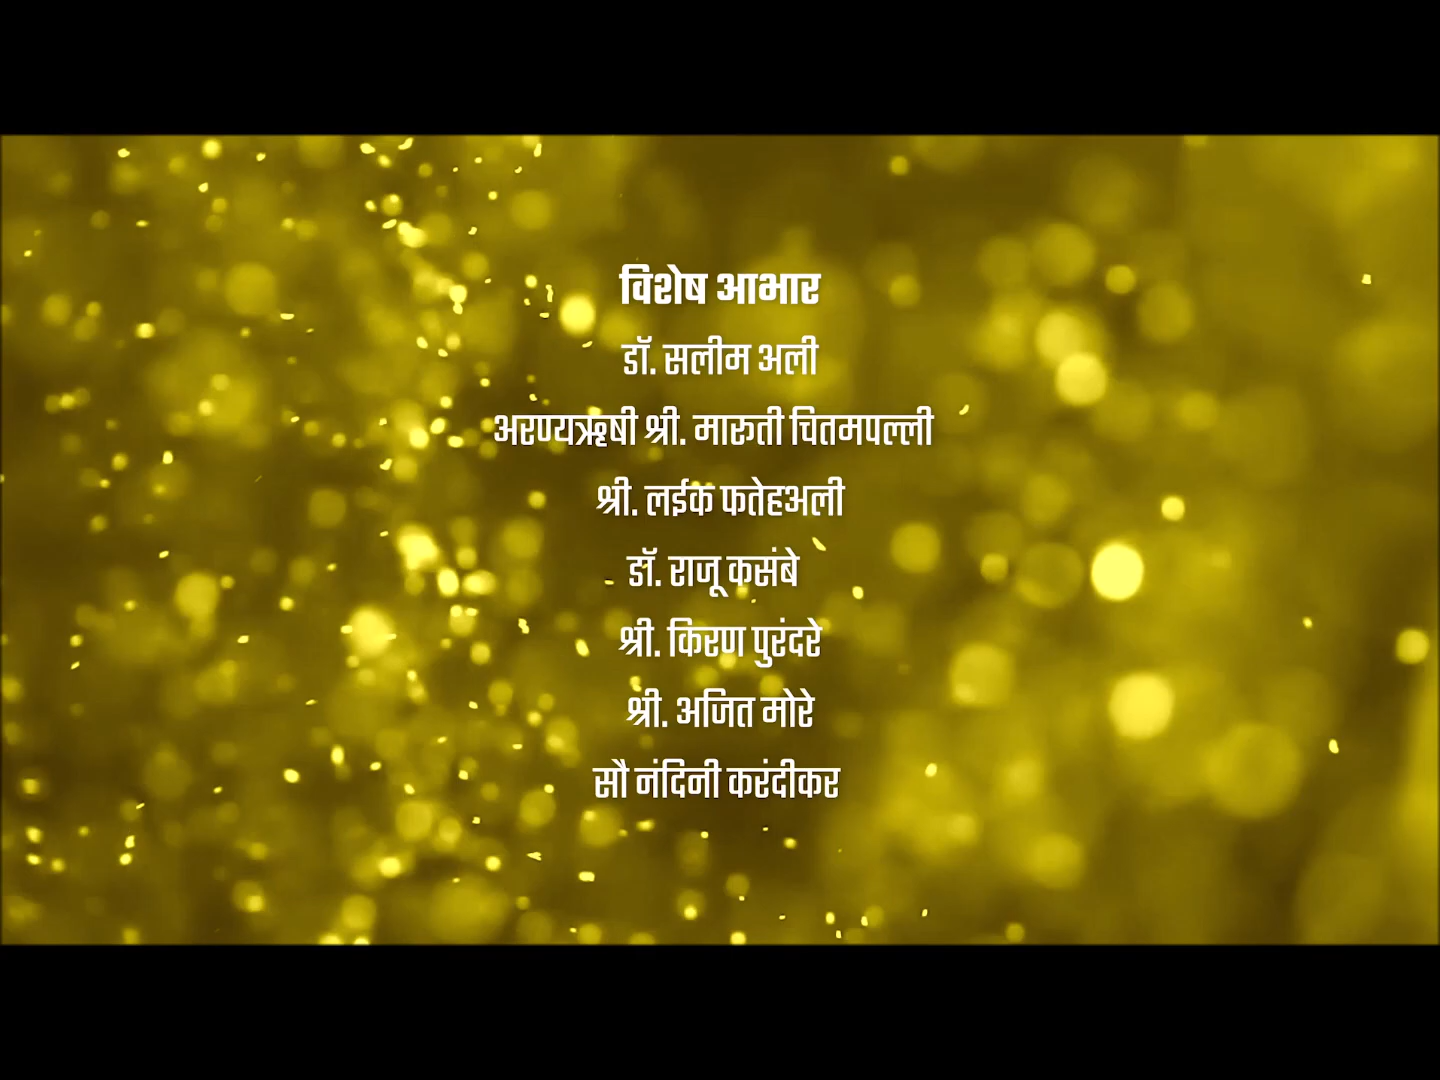 विशेष आभार
डॉ. सलीम अली
अरण्यऋषी श्री. मारूती चितमपल्ली
श्री. लईक फतेहअली
डॉ. राजू कसंबे
श्री. किरण पुरंदरे
श्री. अजित मोरे
सौ नंदिनी करंदीकर